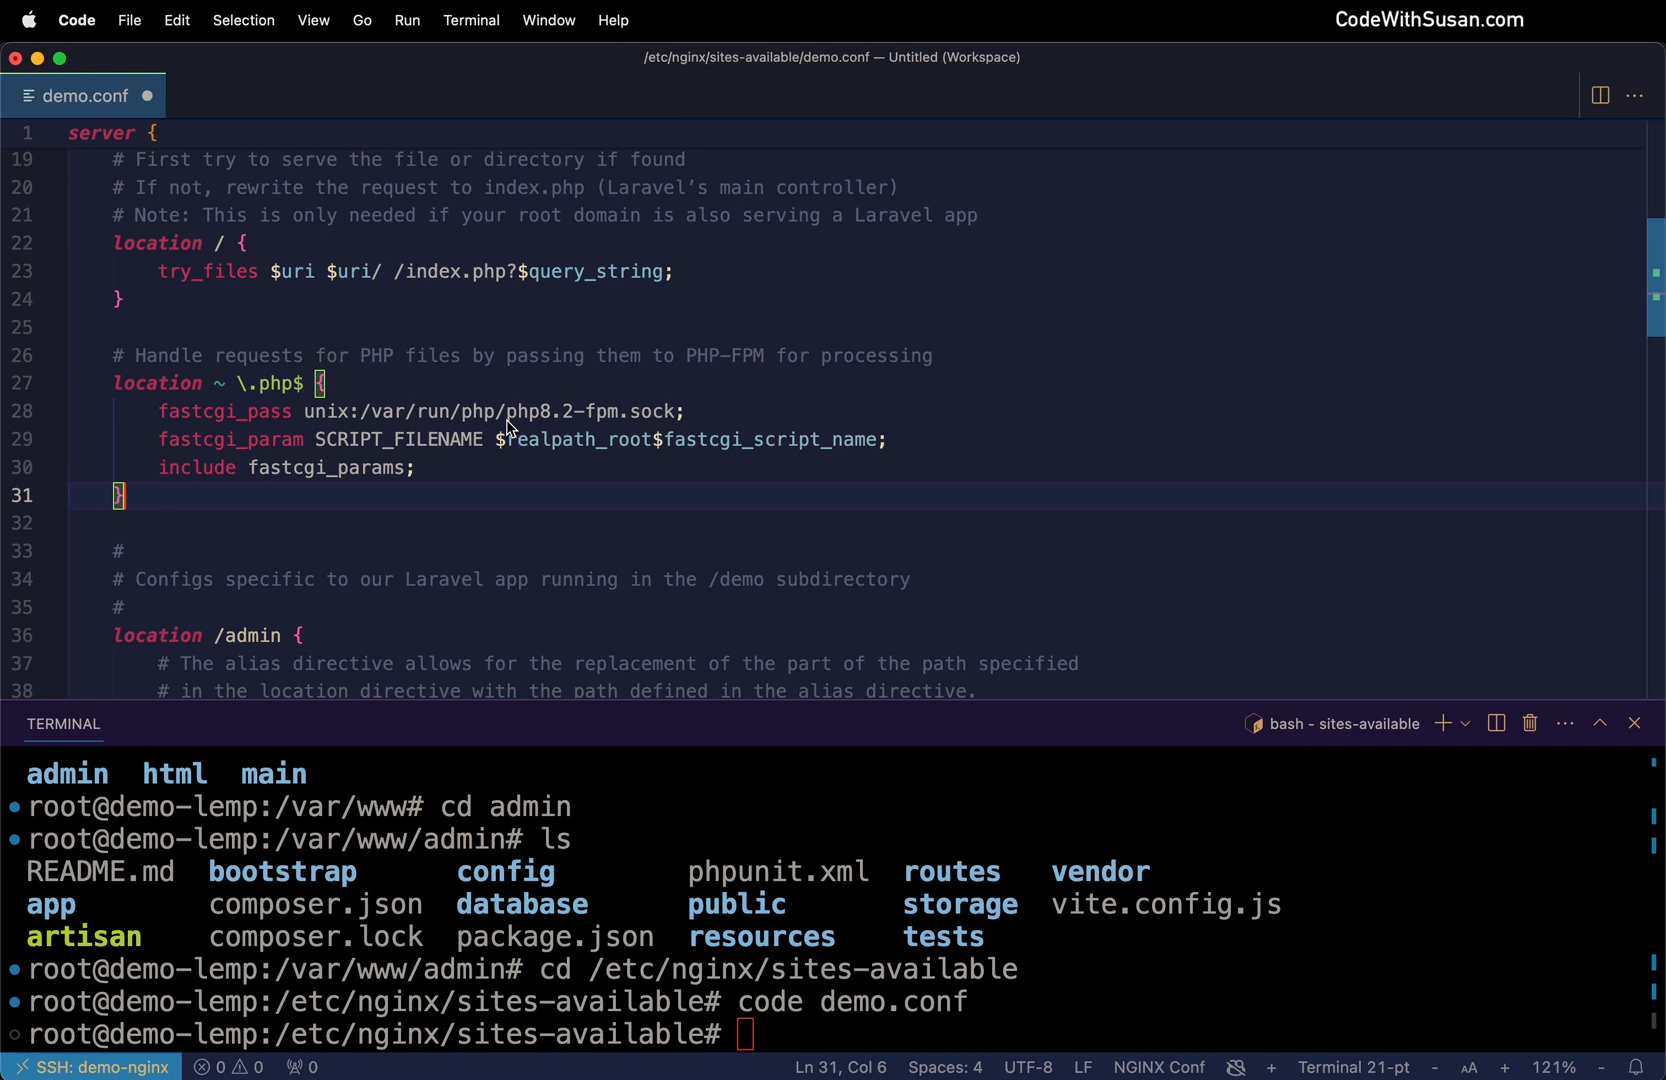 Code File Edit Selection View Go Run Terminal Window Help CodeWithSusan.com
/etc/nginx/sites-available/demo.conf — Untitled (Workspace)
demo.conf
1 server {
19 # First try to serve the file or directory if found
20 # If not, rewrite the request to index.php (Laravel’s main controller)
21 # Note: This is only needed if your root domain is also serving a Laravel app
22 location / {
23 try_files $uri $uri/ /index.php?$query_string;
24 }
25
26 # Handle requests for PHP files by passing them to PHP-FPM for processing
27 location ~ \.php$ {
28 fastcgi_pass unix:/var/run/php/php8.2-fpm.sock;
29 fastcgi_param SCRIPT_FILENAME $realpath_root$fastcgi_script_name;
30 include fastcgi_params;
31 }
32
33 #
34 # Configs specific to our Laravel app running in the /demo subdirectory
35 #
36 location /admin {
37 # The alias directive allows for the replacement of the part of the path specified
38 # in the location directive with the path defined in the alias directive.
TERMINAL bash - sites-available
admin html main
root@demo-lemp:/var/www# cd admin
root@demo-lemp:/var/www/admin# ls
README.md bootstrap config phpunit.xml routes vendor
app composer.json database public storage vite.config.js
artisan composer.lock package.json resources tests
root@demo-lemp:/var/www/admin# cd /etc/nginx/sites-available
root@demo-lemp:/etc/nginx/sites-available# code demo.conf
root@demo-lemp:/etc/nginx/sites-available#
SSH: demo-nginx 0 0 0 Ln 31, Col 6 Spaces: 4 UTF-8 LF NGINX Conf + Terminal 21-pt - AA + 121% -